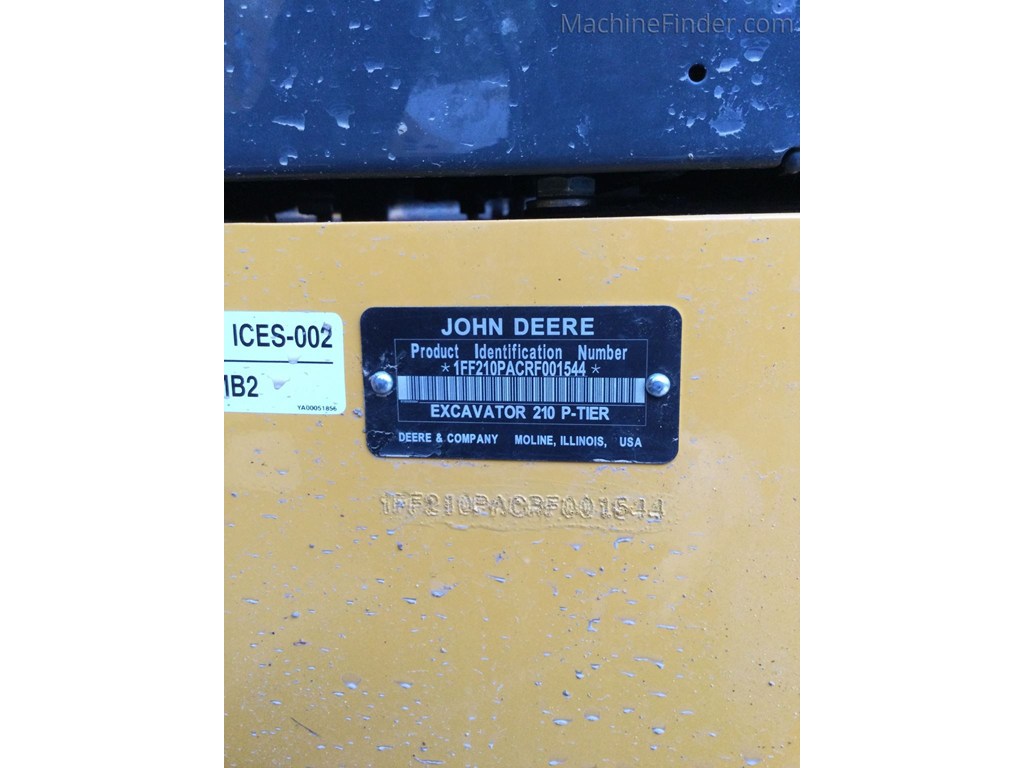 MachineFinder.com
ICES-002
IB2
YA00051856
JOHN DEERE
Product Identification Number
*1FF210PACRF001544*
EXCAVATOR 210 P-TIER
DEERE & COMPANY MOLINE, ILLINOIS, USA
1FF210PACRF001544